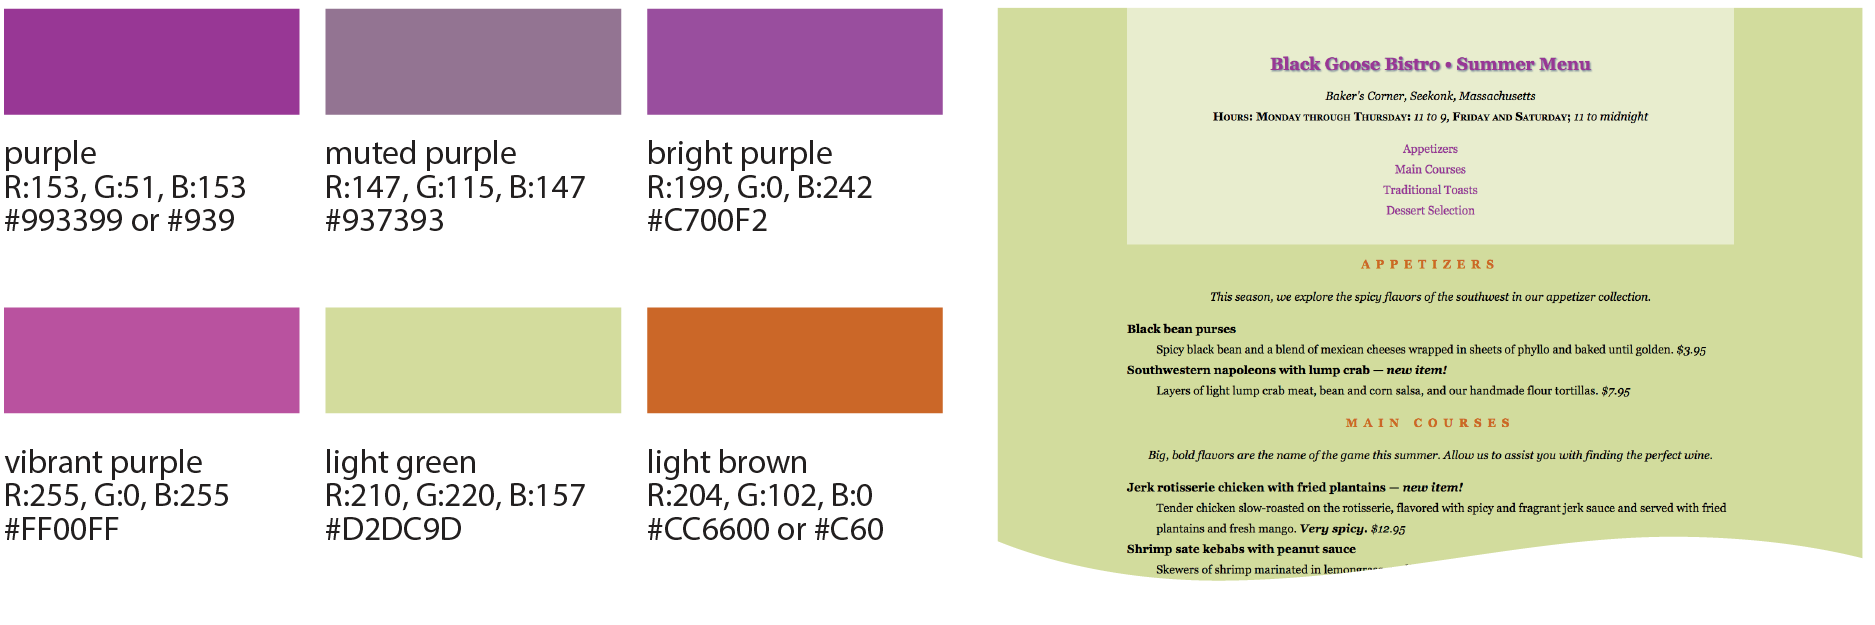 purple
R:153, G:51, B:153
#993399 or #939
muted purple
R:147, G:115, B:147
#937393
bright purple
R:199, G:0, B:242
#C700F2
vibrant purple
R:255, G:0, B:255
#FF00FF
light green
R:210, G:220, B:157
#D2DC9D
light brown
R:204, G:102, B:0
#CC6600 or #C60
Black Goose Bistro • Summer Menu
Baker's Corner, Seekonk, Massachusetts
Hours: Monday through Thursday: 11 to 9, Friday and Saturday; 11 to midnight
Appetizers
Main Courses
Traditional Toasts
Dessert Selection
APPETIZERS
This season, we explore the spicy flavors of the southwest in our appetizer collection.
Black bean purses
Spicy black bean and a blend of mexican cheeses wrapped in sheets of phyllo and baked until golden. $3.95
Southwestern napoleons with lump crab — new item!
Layers of light lump crab meat, bean and corn salsa, and our handmade flour tortillas. $7.95
MAIN COURSES
Big, bold flavors are the name of the game this summer. Allow us to assist you with finding the perfect wine.
Jerk rotisserie chicken with fried plantains — new item!
Tender chicken slow-roasted on the rotisserie, flavored with spicy and fragrant jerk sauce and served with fried
plantains and fresh mango. Very spicy. $12.95
Shrimp sate kebabs with peanut sauce
Skewers of shrimp marinated in